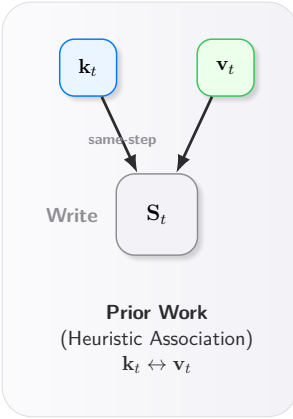 k_t
v_t
same-step
Write
S_t
Prior Work
(Heuristic Association)
k_t ↔ v_t